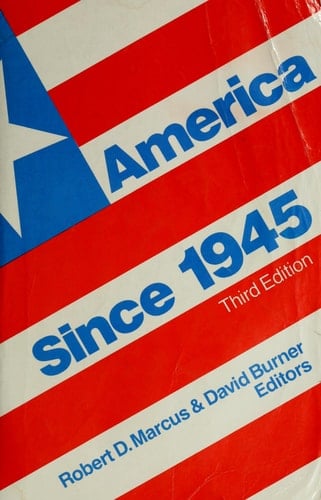 America
Since 1945
Third Edition
Robert D. Marcus & David Burner
Editors